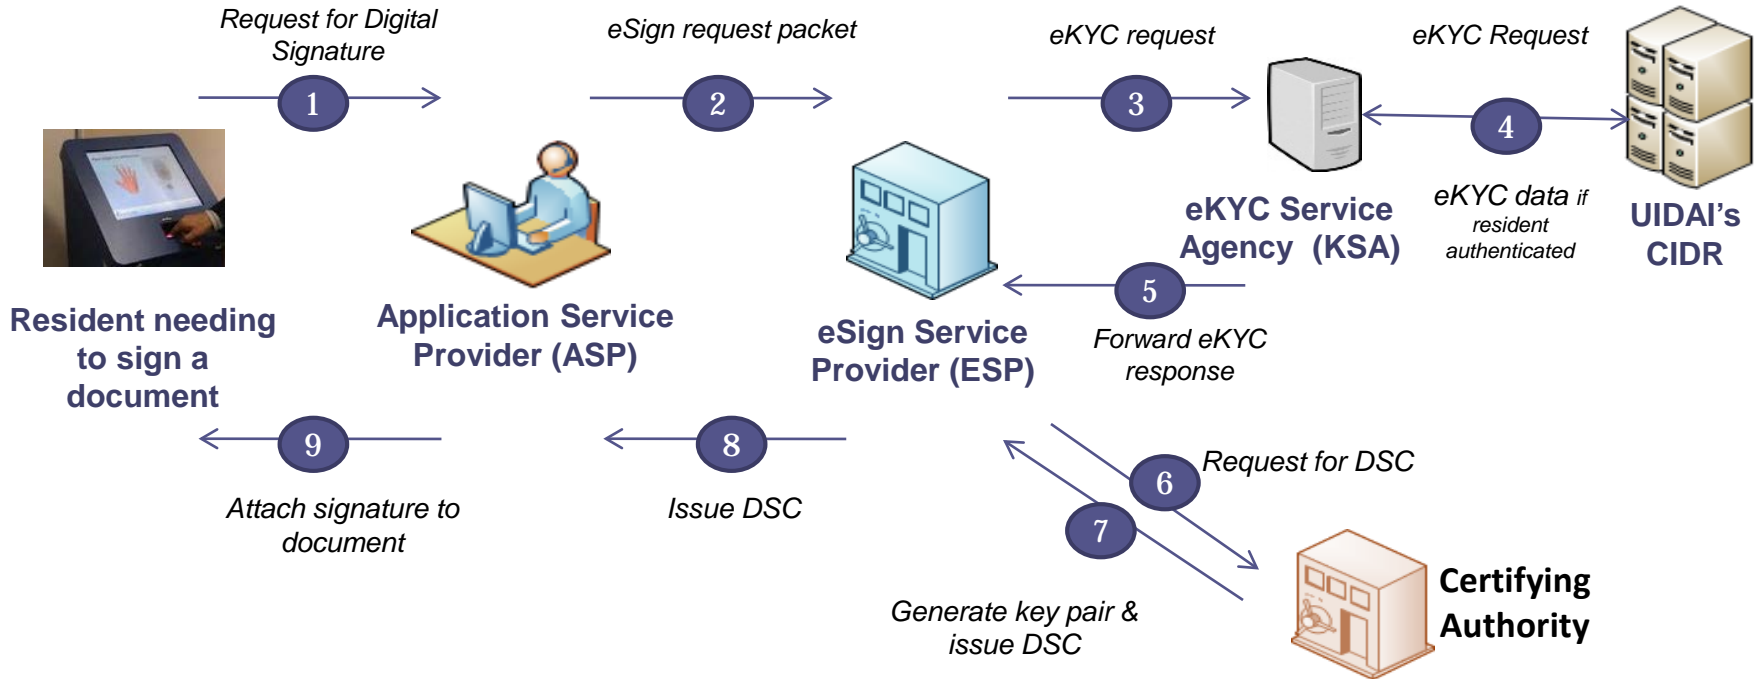 Request for Digital
Signature
eSign request packet
eKYC request
eKYC Request
1
2
3
4
eKYC data if
resident
authenticated
eKYC Service
Agency (KSA)
UIDAI's
CIDR
5
Forward eKYC
response
Resident needing
to sign a
document
Application Service
Provider (ASP)
eSign Service
Provider (ESP)
9
8
6
7
Request for DSC
Attach signature to
document
Issue DSC
Generate key pair &
issue DSC
Certifying
Authority